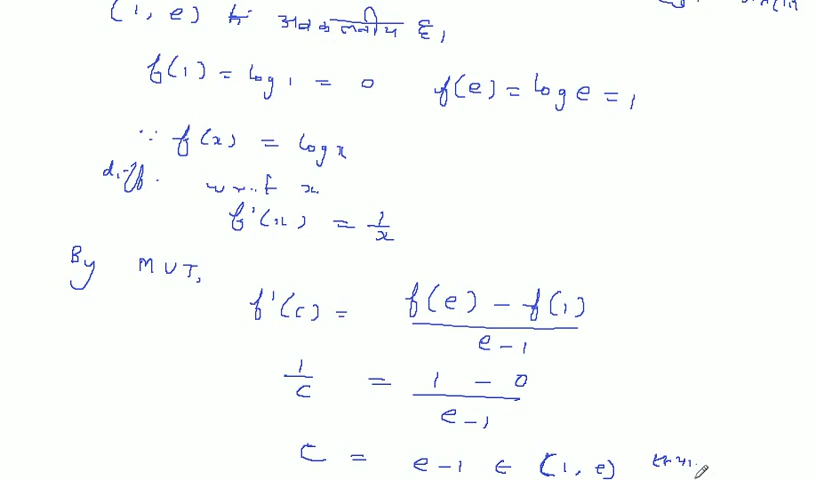 (1, e) में अवकलनीय है,
f(1) = log 1 = 0 f(e) = log e = 1
∵ f(x) = log x
diff. w.r.t x
f'(x) = 1/x
By MVT,
f'(c) = f(e) - f(1) / e - 1
1/c = 1 - 0 / e - 1
c = e - 1 ∈ (1, e)